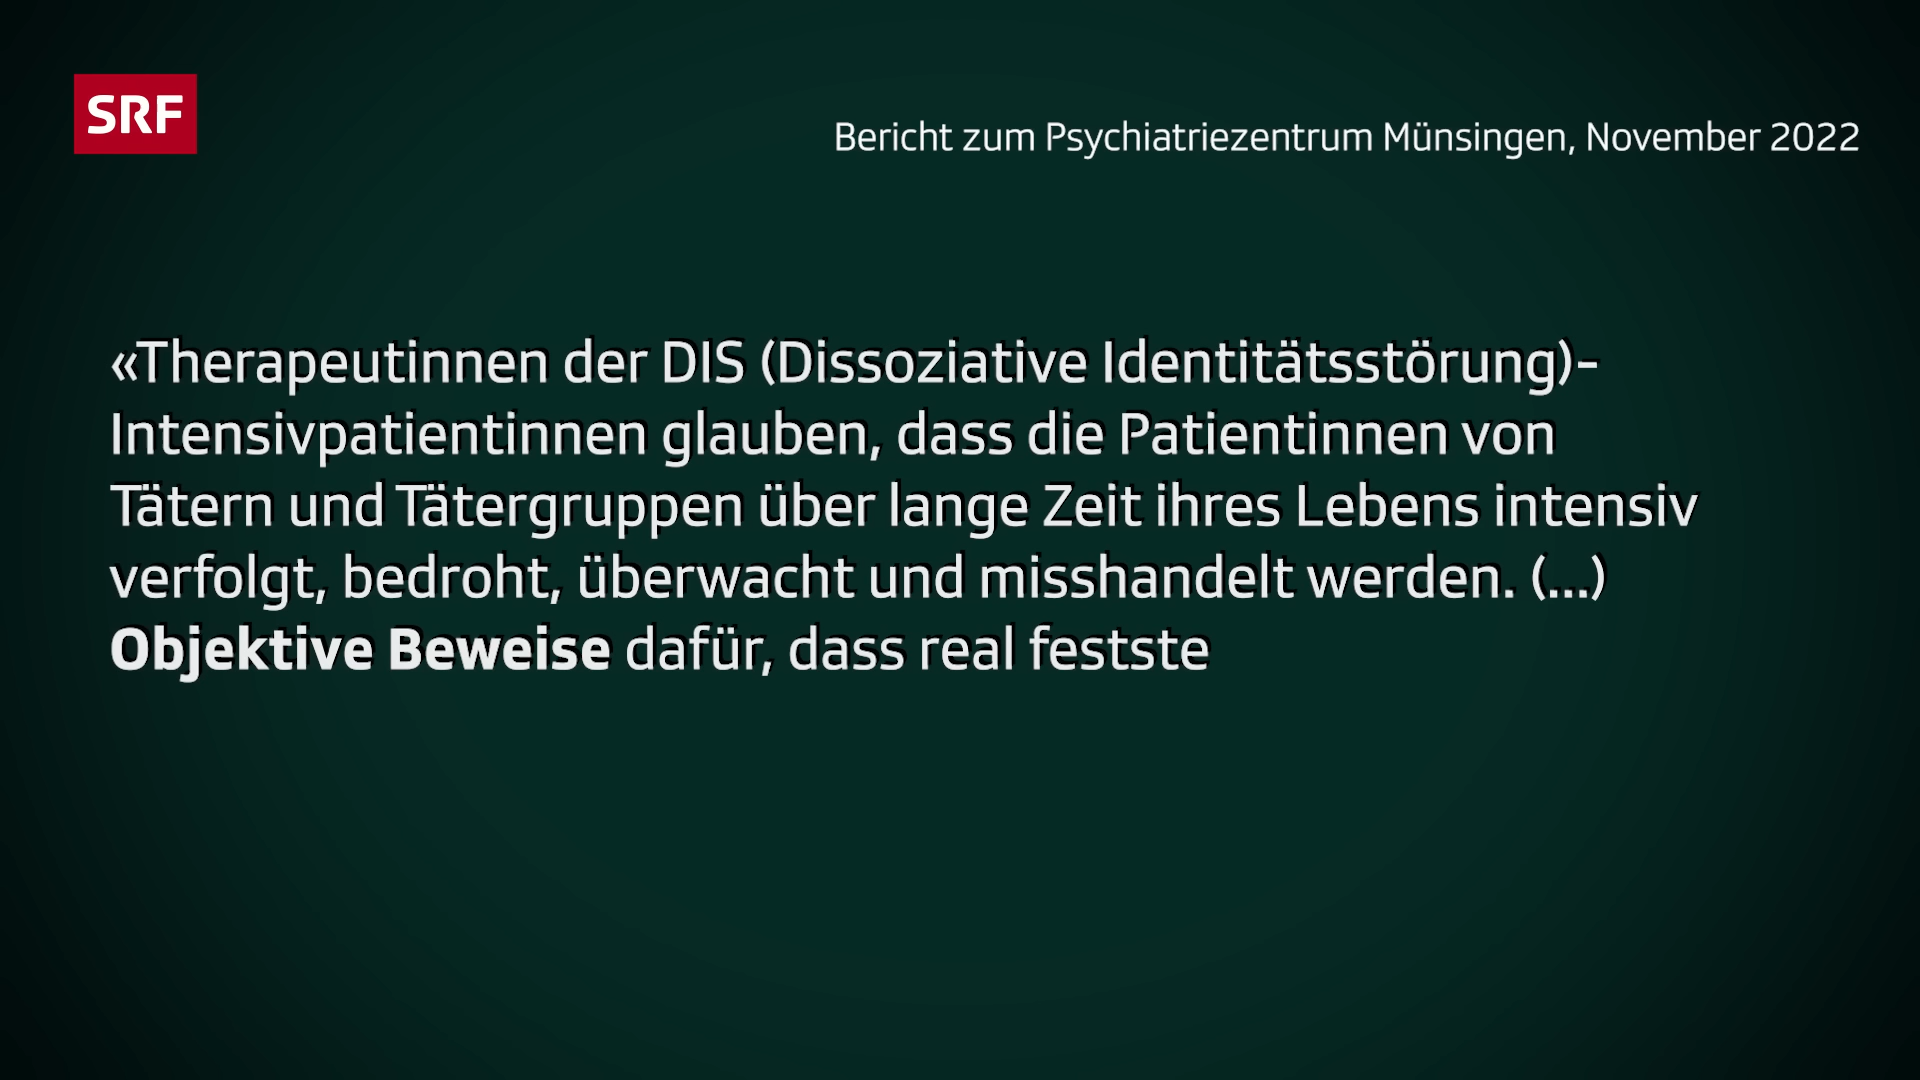 SRF
Bericht zum Psychiatriezentrum Münsingen, November 2022
«Therapeutinnen der DIS (Dissoziative Identitätsstörung)-
Intensivpatientinnen glauben, dass die Patientinnen von
Tätern und Tätergruppen über lange Zeit ihres Lebens intensiv
verfolgt, bedroht, überwacht und misshandelt werden. (...)
Objektive Beweise dafür, dass real festste